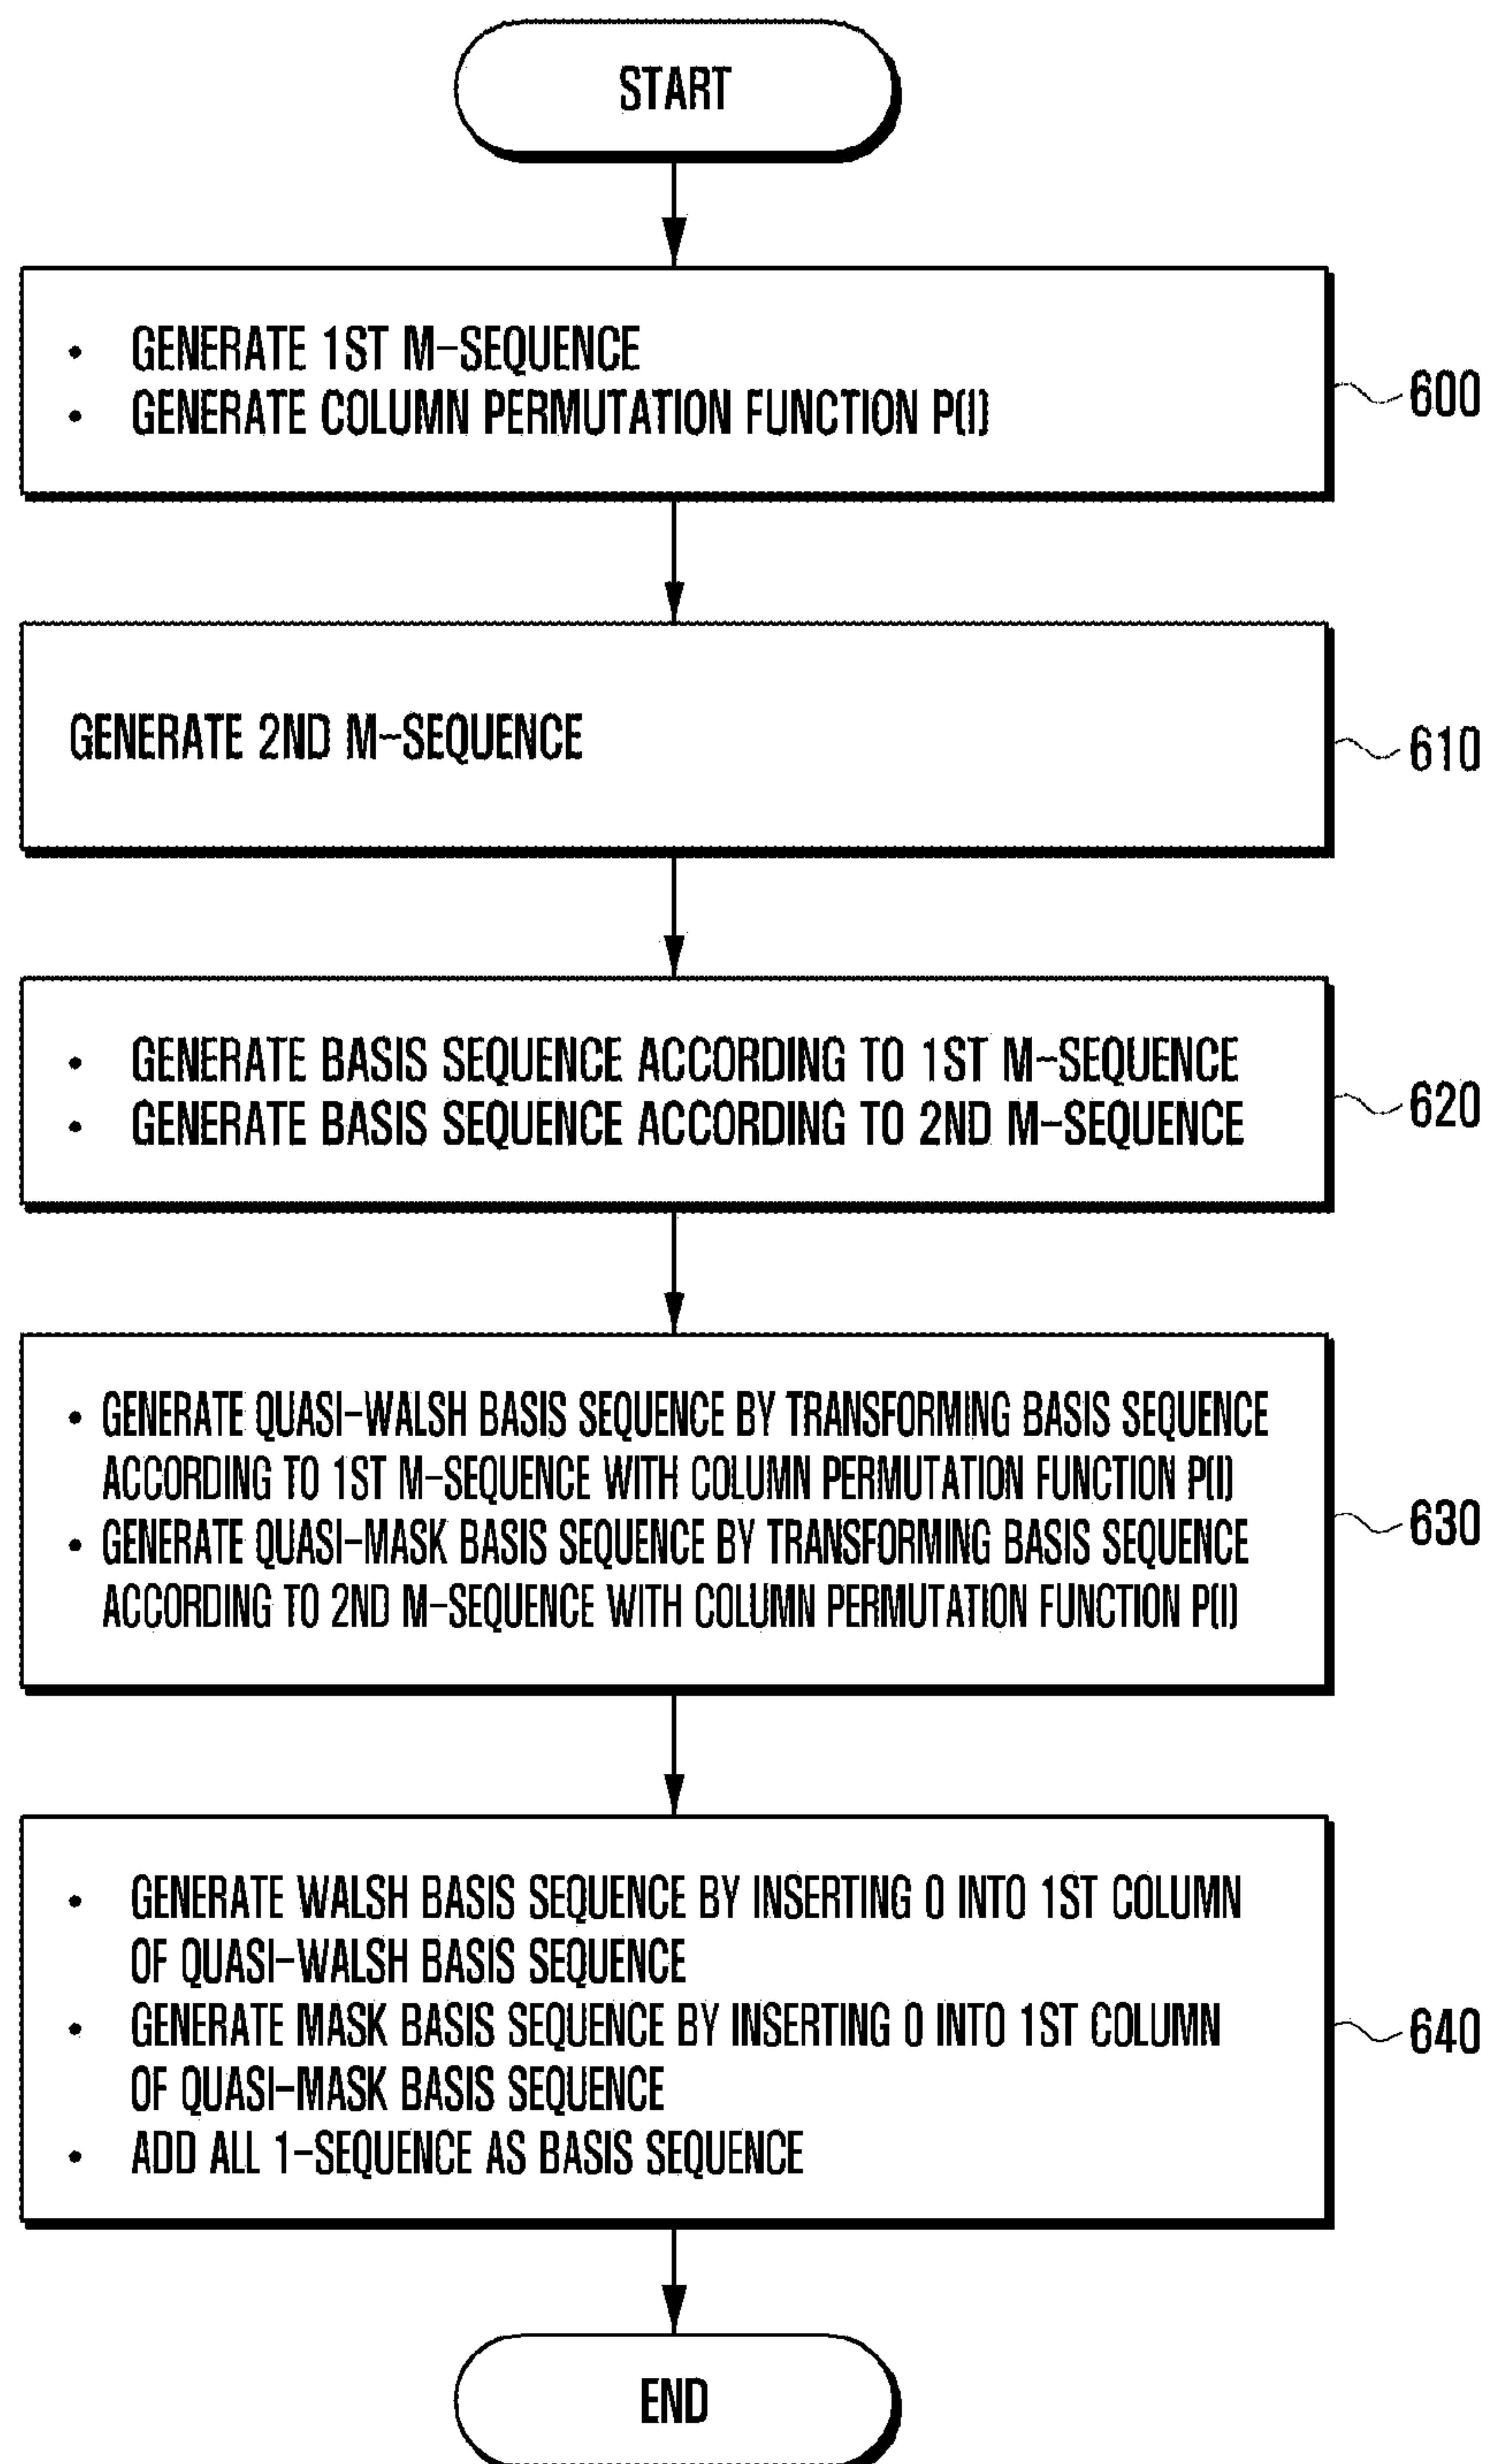 START
• GENERATE 1ST M-SEQUENCE
• GENERATE COLUMN PERMUTATION FUNCTION P(I)
600
GENERATE 2ND M-SEQUENCE
610
• GENERATE BASIS SEQUENCE ACCORDING TO 1ST M-SEQUENCE
• GENERATE BASIS SEQUENCE ACCORDING TO 2ND M-SEQUENCE
620
• GENERATE QUASI-WALSH BASIS SEQUENCE BY TRANSFORMING BASIS SEQUENCE
ACCORDING TO 1ST M-SEQUENCE WITH COLUMN PERMUTATION FUNCTION P(I)
• GENERATE QUASI-MASK BASIS SEQUENCE BY TRANSFORMING BASIS SEQUENCE
ACCORDING TO 2ND M-SEQUENCE WITH COLUMN PERMUTATION FUNCTION P(I)
630
• GENERATE WALSH BASIS SEQUENCE BY INSERTING 0 INTO 1ST COLUMN
OF QUASI-WALSH BASIS SEQUENCE
• GENERATE MASK BASIS SEQUENCE BY INSERTING 0 INTO 1ST COLUMN
OF QUASI-MASK BASIS SEQUENCE
• ADD ALL 1-SEQUENCE AS BASIS SEQUENCE
640
END